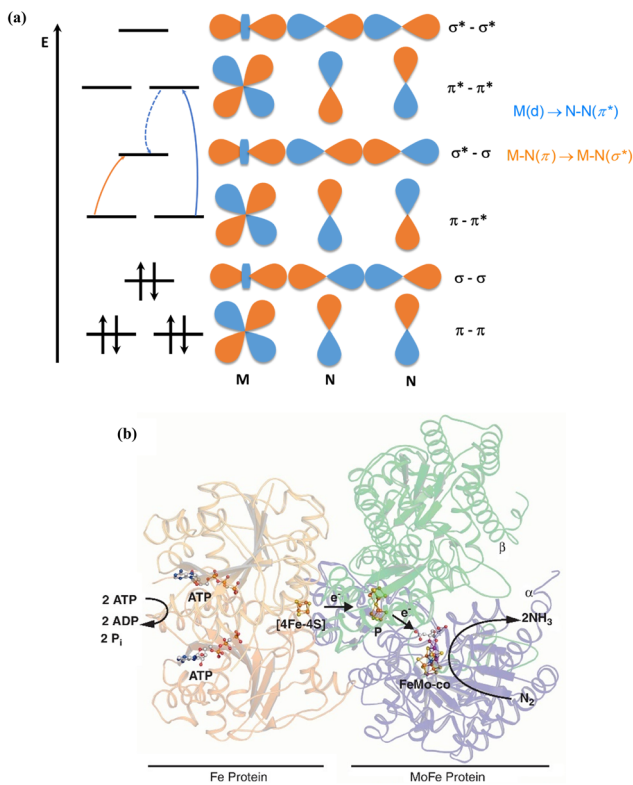 (a)
E
σ* - σ*
π* - π*
M(d) → N-N(π*)
σ* - σ
M-N(π) → M-N(σ*)
π - π*
σ - σ
π - π
M N N
(b)
β
α
2 ATP
ATP
e-
2 ADP
[4Fe-4S]
P
e-
2NH3
2 Pi
ATP
FeMo-co
N2
Fe Protein
MoFe Protein